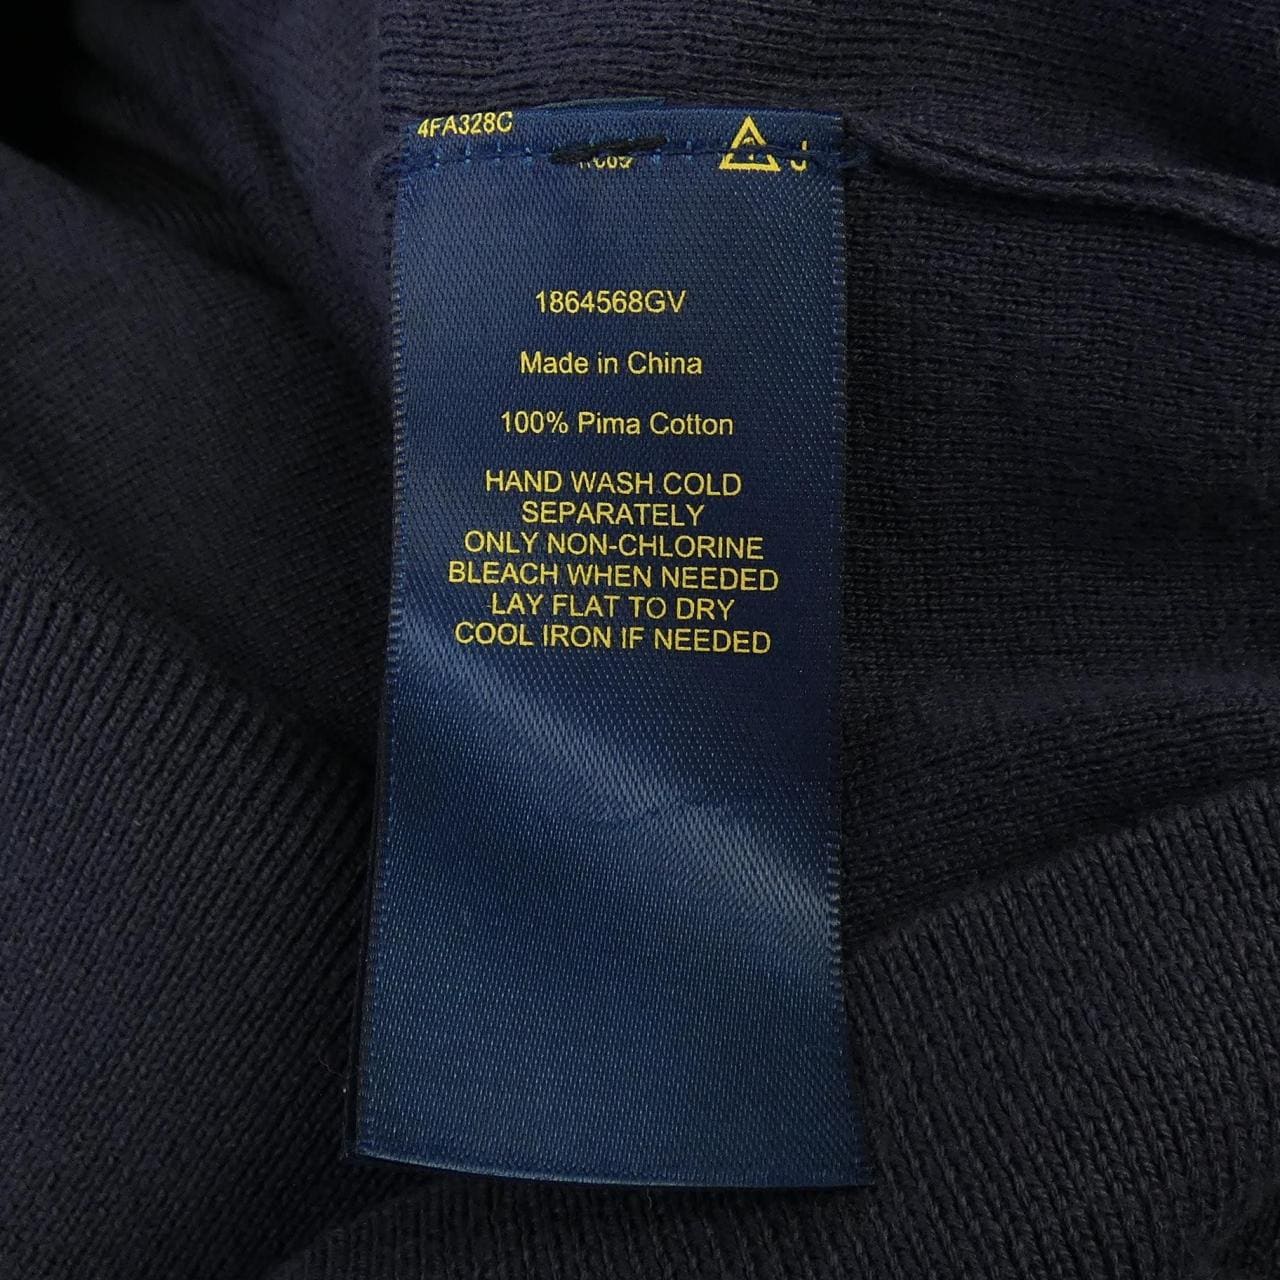 4FA328C
J
1864568GV
Made in China
100% Pima Cotton
HAND WASH COLD
SEPARATELY
ONLY NON-CHLORINE
BLEACH WHEN NEEDED
LAY FLAT TO DRY
COOL IRON IF NEEDED